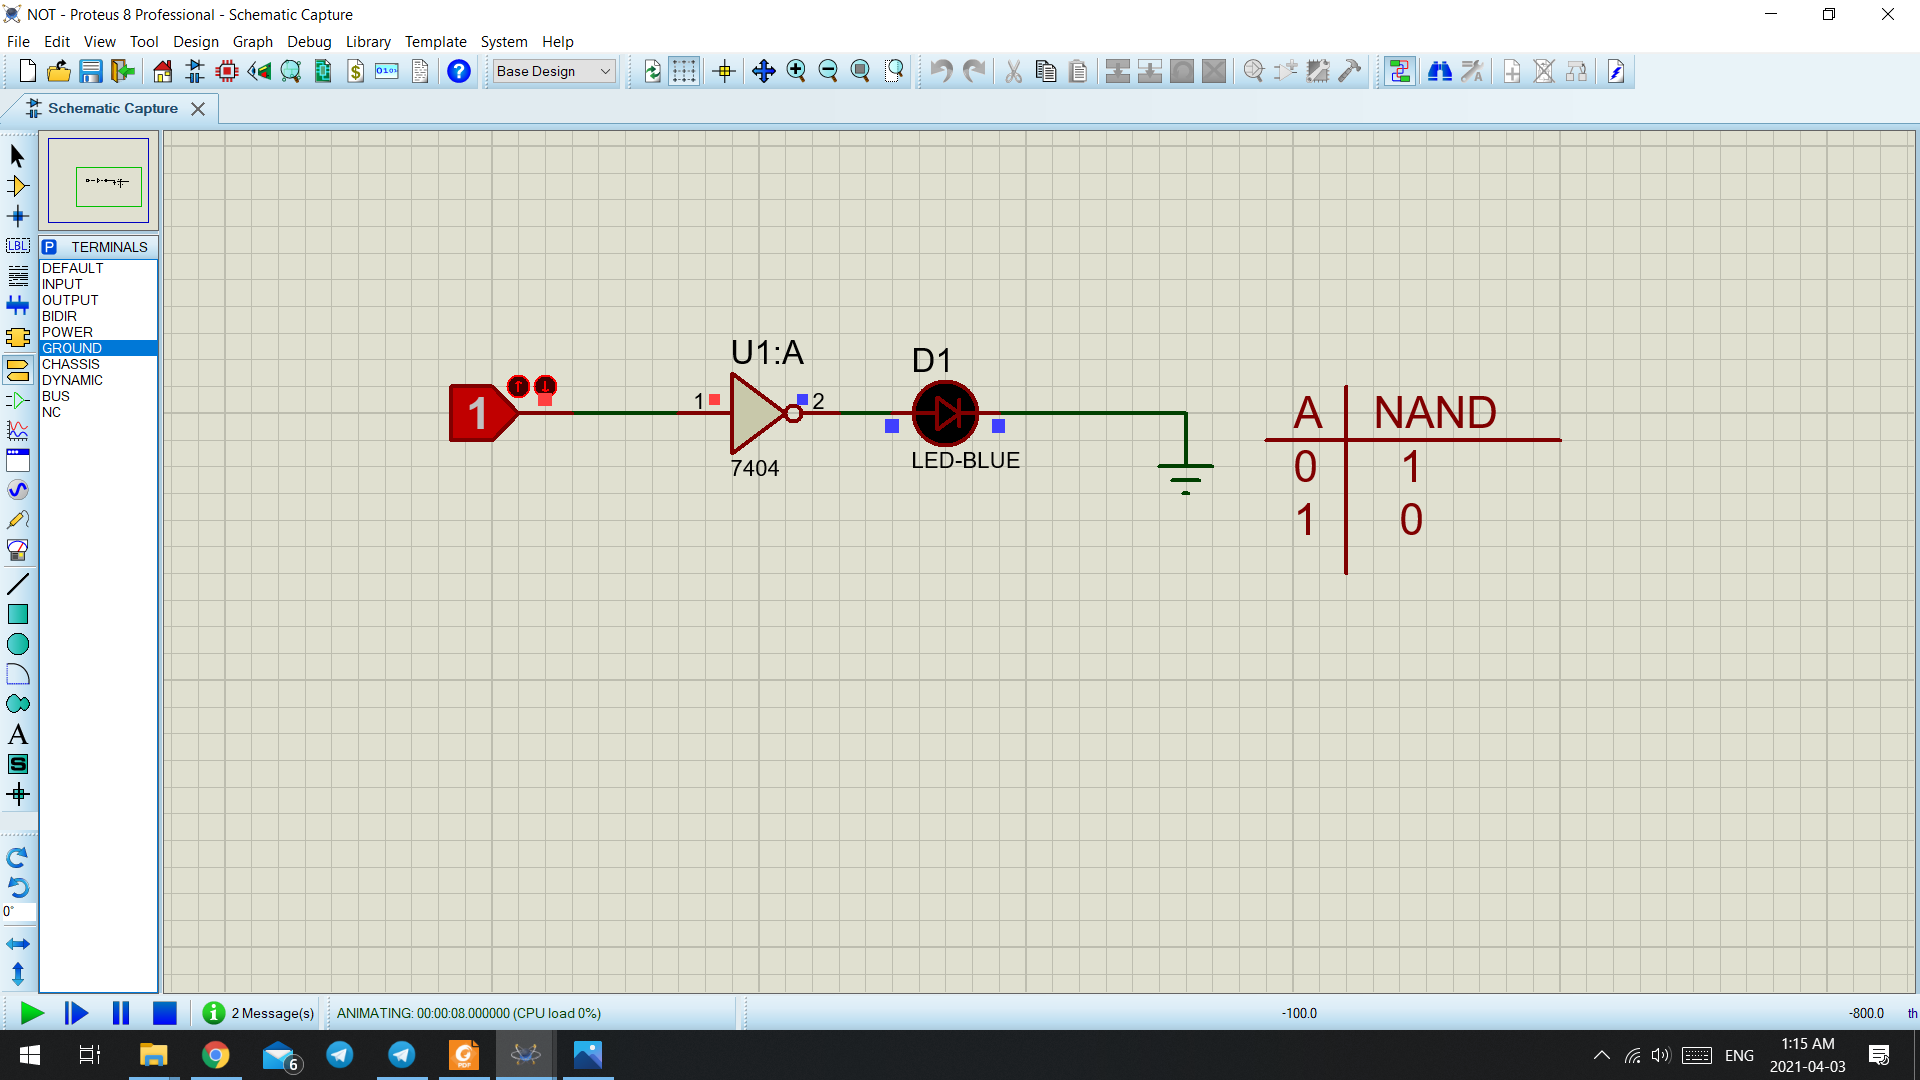 NOT - Proteus 8 Professional - Schematic Capture
File Edit View Tool Design Graph Debug Library Template System Help
Base Design
Schematic Capture
LBL
P TERMINALS
DEFAULT
INPUT
OUTPUT
BIDIR
POWER
GROUND
CHASSIS
DYNAMIC
BUS
NC
U1:A
D1
1
1
2
7404
LED-BLUE
A NAND
0 1
1 0
A
S
0°
2 Message(s)
ANIMATING: 00:00:08.000000 (CPU load 0%)
-100.0
-800.0
th
6
PDF
ENG
1:15 AM
2021-04-03